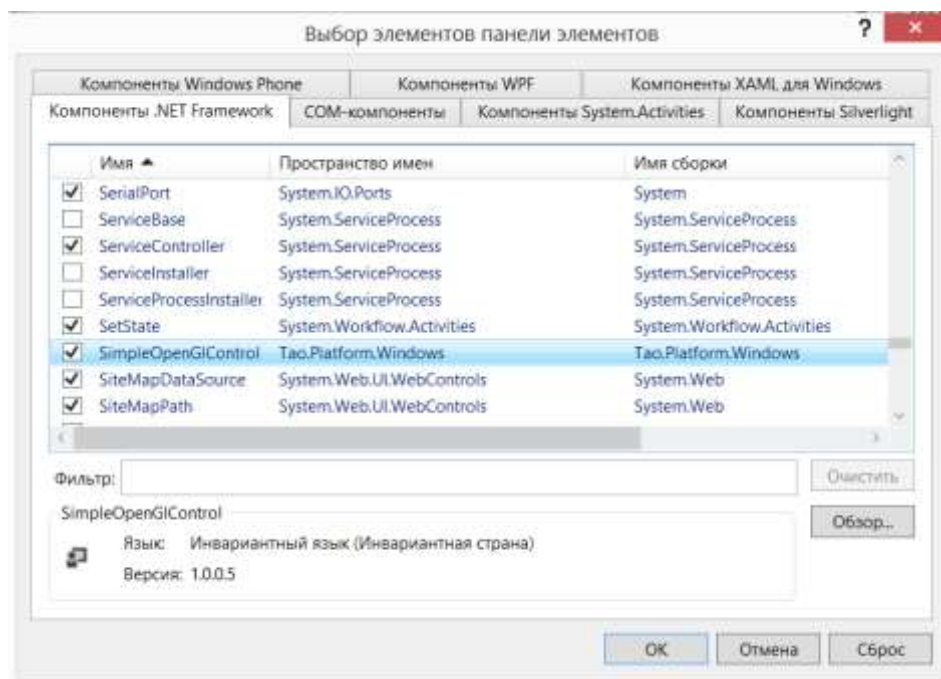 Выбор элементов панели элементов
?
Компоненты Windows Phone Компоненты WPF Компоненты XAML для Windows
Компоненты .NET Framework COM-компоненты Компоненты System.Activities Компоненты Silverlight
Имя Пространство имен Имя сборки
SerialPort System.IO.Ports System
ServiceBase System.ServiceProcess System.ServiceProcess
ServiceController System.ServiceProcess System.ServiceProcess
ServiceInstaller System.ServiceProcess System.ServiceProcess
ServiceProcessInstaller System.ServiceProcess System.ServiceProcess
SetState System.Workflow.Activities System.Workflow.Activities
SimpleOpenGlControl Tao.Platform.Windows Tao.Platform.Windows
SiteMapDataSource System.Web.UI.WebControls System.Web
SiteMapPath System.Web.UI.WebControls System.Web
Фильтр: Очистить
SimpleOpenGlControl
Обзор...
Язык: Инвариантный язык (Инвариантная страна)
Версия: 1.0.0.5
OK Отмена Сброс